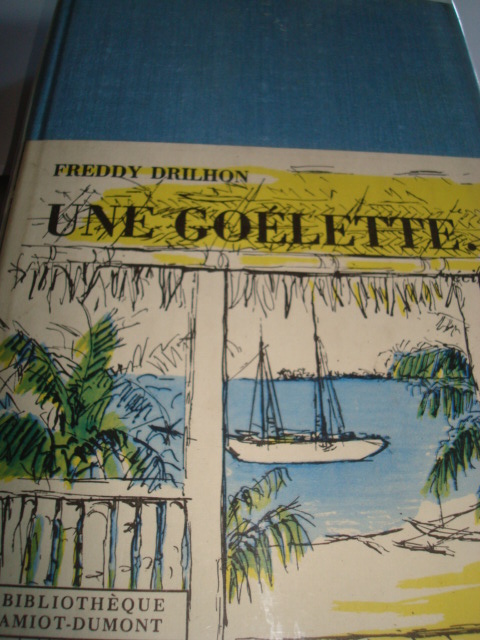 FREDDY DRILHON
UNE GOÉLETTE.
BIBLIOTHÈQUE
AMIOT-DUMONT